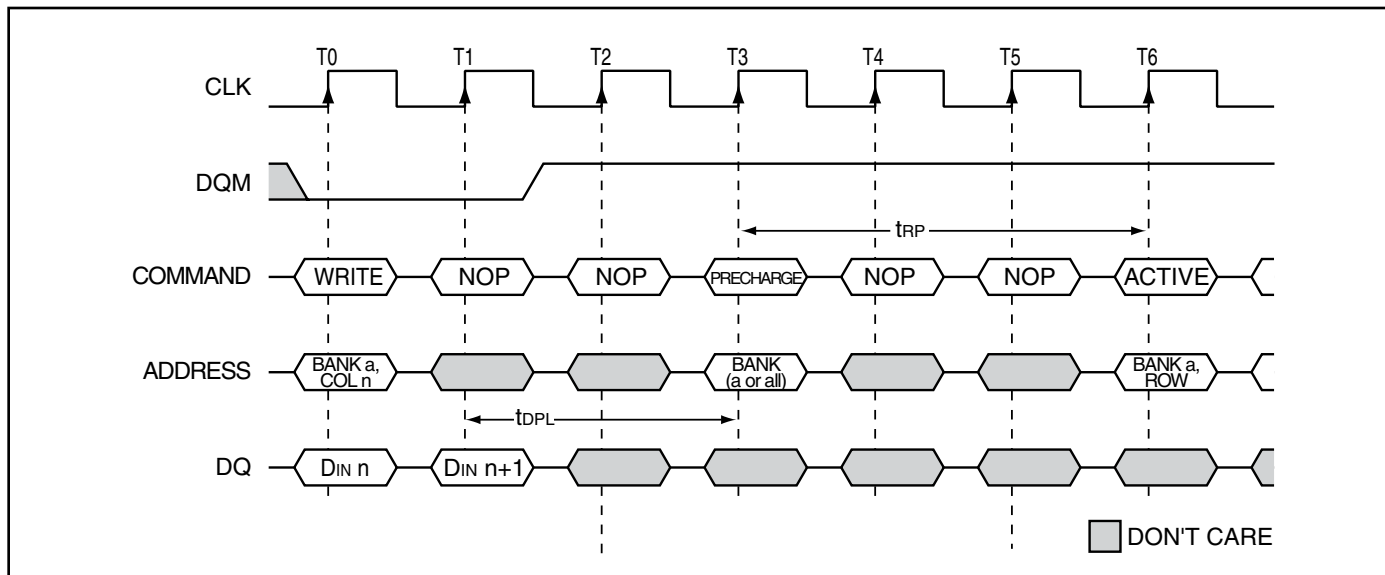 T0 T1 T2 T3 T4 T5 T6
CLK
DQM
tRP
COMMAND WRITE NOP NOP PRECHARGE NOP NOP ACTIVE
ADDRESS BANK a, COL n BANK (a or all) BANK a, ROW
tDPL
DQ DIN n DIN n+1
DON'T CARE